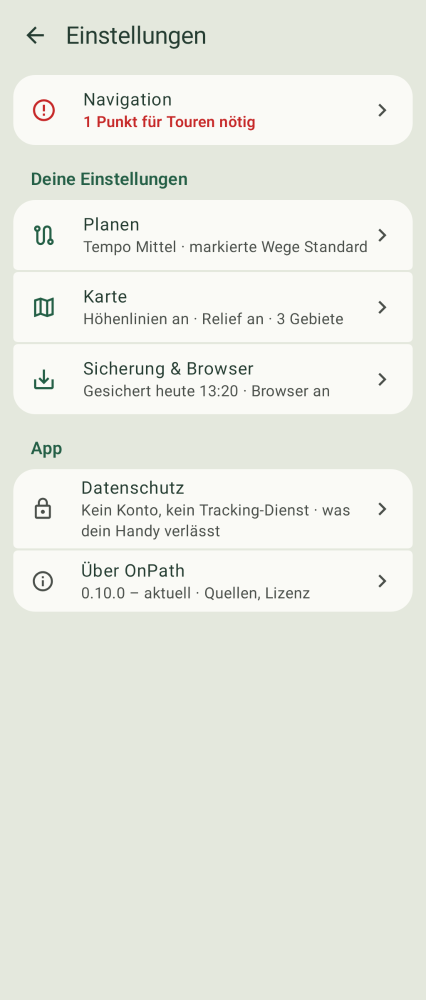 Einstellungen
Navigation
1 Punkt für Touren nötig
Deine Einstellungen
Planen
Tempo Mittel · markierte Wege Standard
Karte
Höhenlinien an · Relief an · 3 Gebiete
Sicherung & Browser
Gesichert heute 13:20 · Browser an
App
Datenschutz
Kein Konto, kein Tracking-Dienst · was
dein Handy verlässt
Über OnPath
0.10.0 – aktuell · Quellen, Lizenz